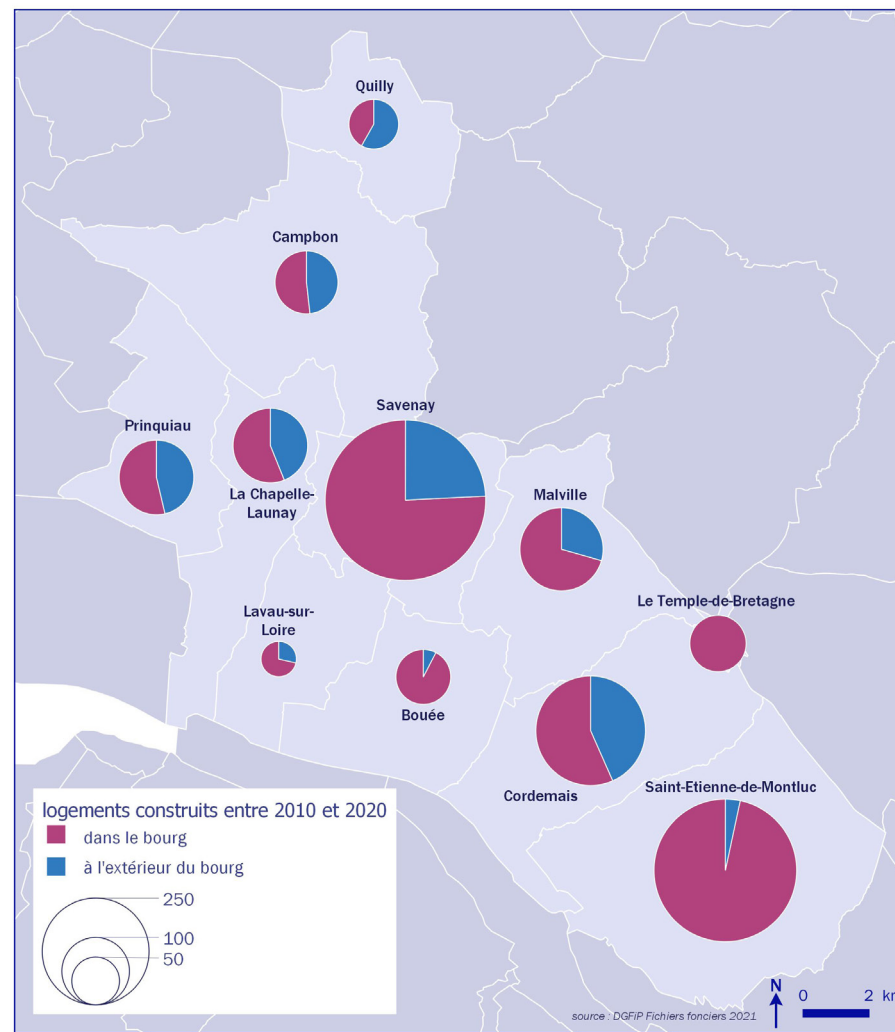 Quilly
Campbon
Savenay
Prinquiau
La Chapelle-
Launay
Malville
Le Temple-de-Bretagne
Lavau-sur-
Loire
Bouée
Cordemais
Saint-Etienne-de-Montluc
logements construits entre 2010 et 2020
dans le bourg
à l'extérieur du bourg
250
100
50
source : DGFiP Fichiers fonciers 2021
N
0 2 km